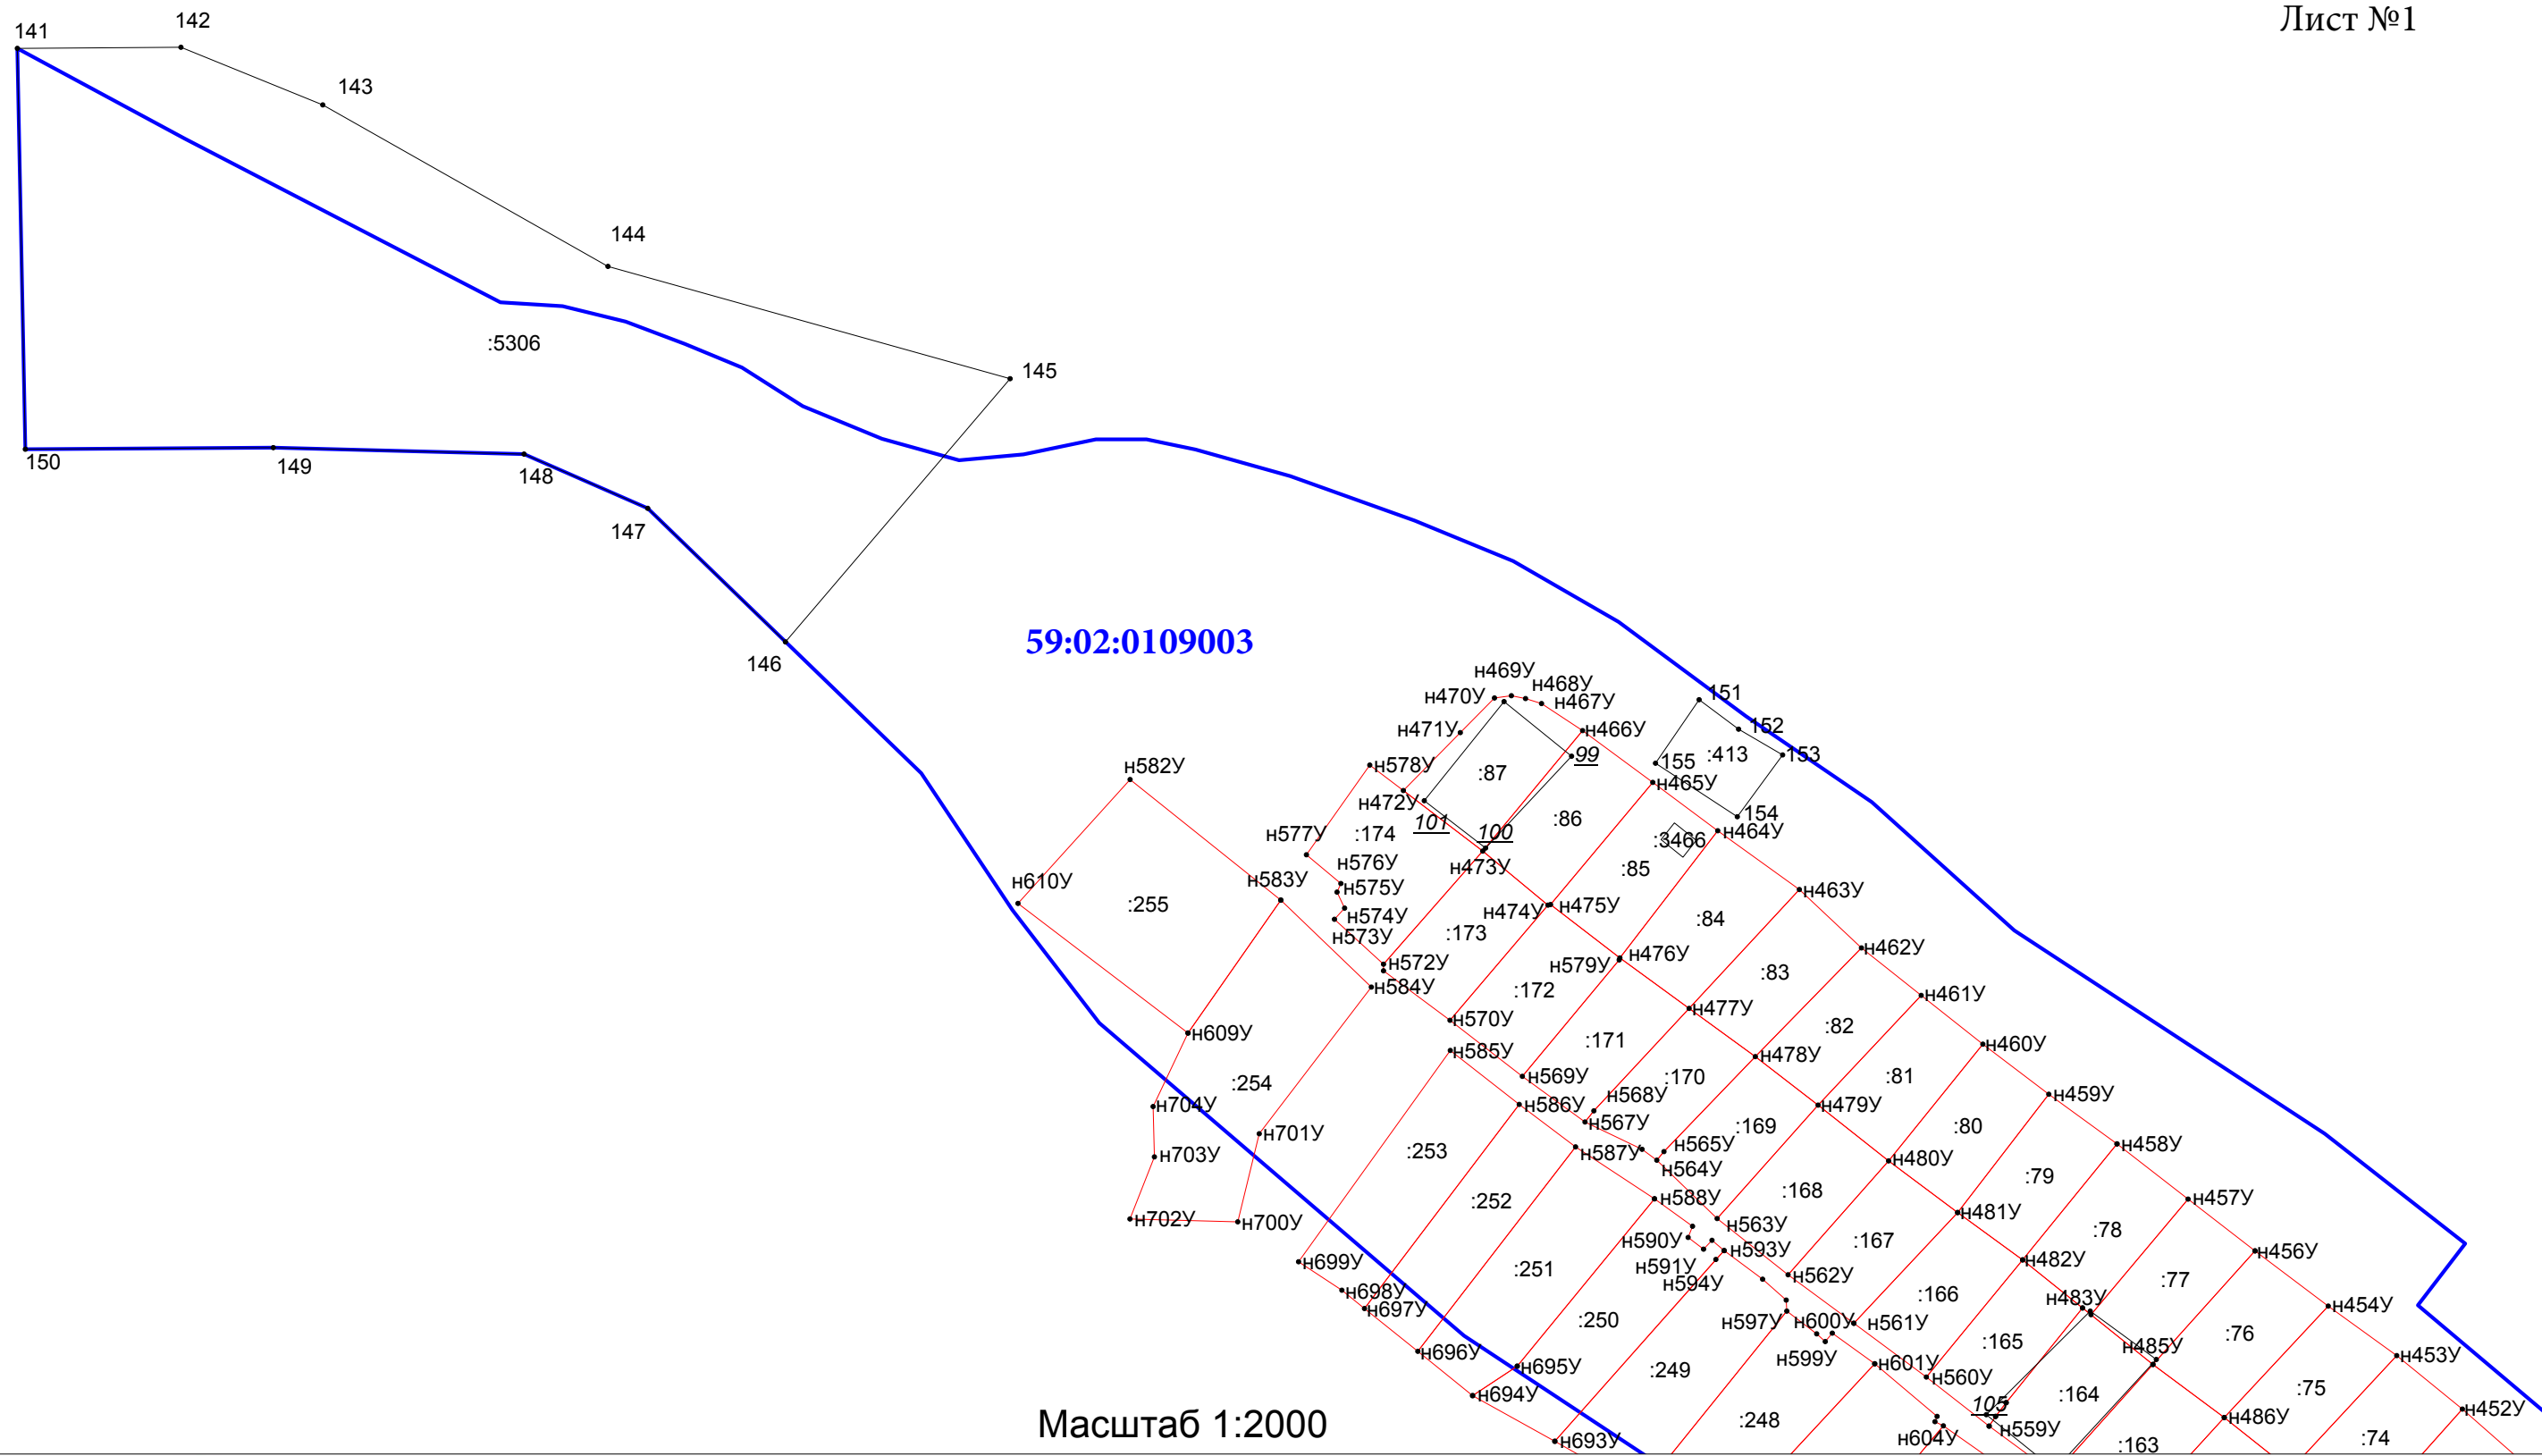 Лист №1
141
142
143
144
:5306
145
150
149
148
147
146
59:02:0109003
н469У
н470У
н468У
н467У
151
н471У
н466У
152
99
155
:413
153
н578У
:87
н465У
н582У
н472У
101
100
:86
154
н577У
:174
:3466
н464У
н576У
н473У
:85
н610У
н583У
н575У
н463У
:255
н574У
н474У
н475У
:84
н573У
:173
н462У
н572У
н579У
н476У
:83
н584У
:172
н461У
н477У
н570У
:82
н609У
:171
н585У
н460У
н478У
:254
н569У
:170
:81
н459У
н704У
н586У
н568У
н479У
н701У
н567У
:169
:80
н458У
н703У
:253
н587У
н565У
н564У
н480У
:79
:252
н588У
:168
н457У
н702У
н700У
н563У
н481У
:78
н590У
:167
н593У
н456У
н699У
:251
н591У
н594У
н562У
н482У
:77
н698У
н697У
:166
н483У
н454У
:250
н597У
н600У
н561У
:165
н485У
:76
н696У
н695У
н599У
н601У
н453У
:249
н560У
:164
:75
н694У
105
Масштаб 1:2000
:248
н559У
н486У
н452У
н693У
н604У
:163
:74